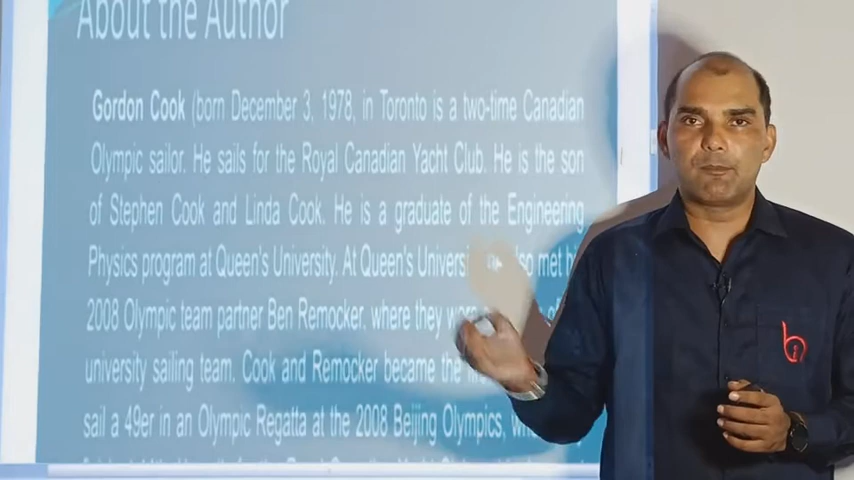 About the Author
Gordon Cook (born December 3, 1978, in Toronto is a two-time Canadian
Olympic sailor. He sails for the Royal Canadian Yacht Club. He is the son
of Stephen Cook and Linda Cook. He is a graduate of the Engineering
Physics program at Queen's University. At Queen's University also met
2008 Olympic team partner Ben Remocker, where they
university sailing team. Cook and Remocker became the
sail a 49er in an Olympic Regatta at the 2008 Beijing Olympics,